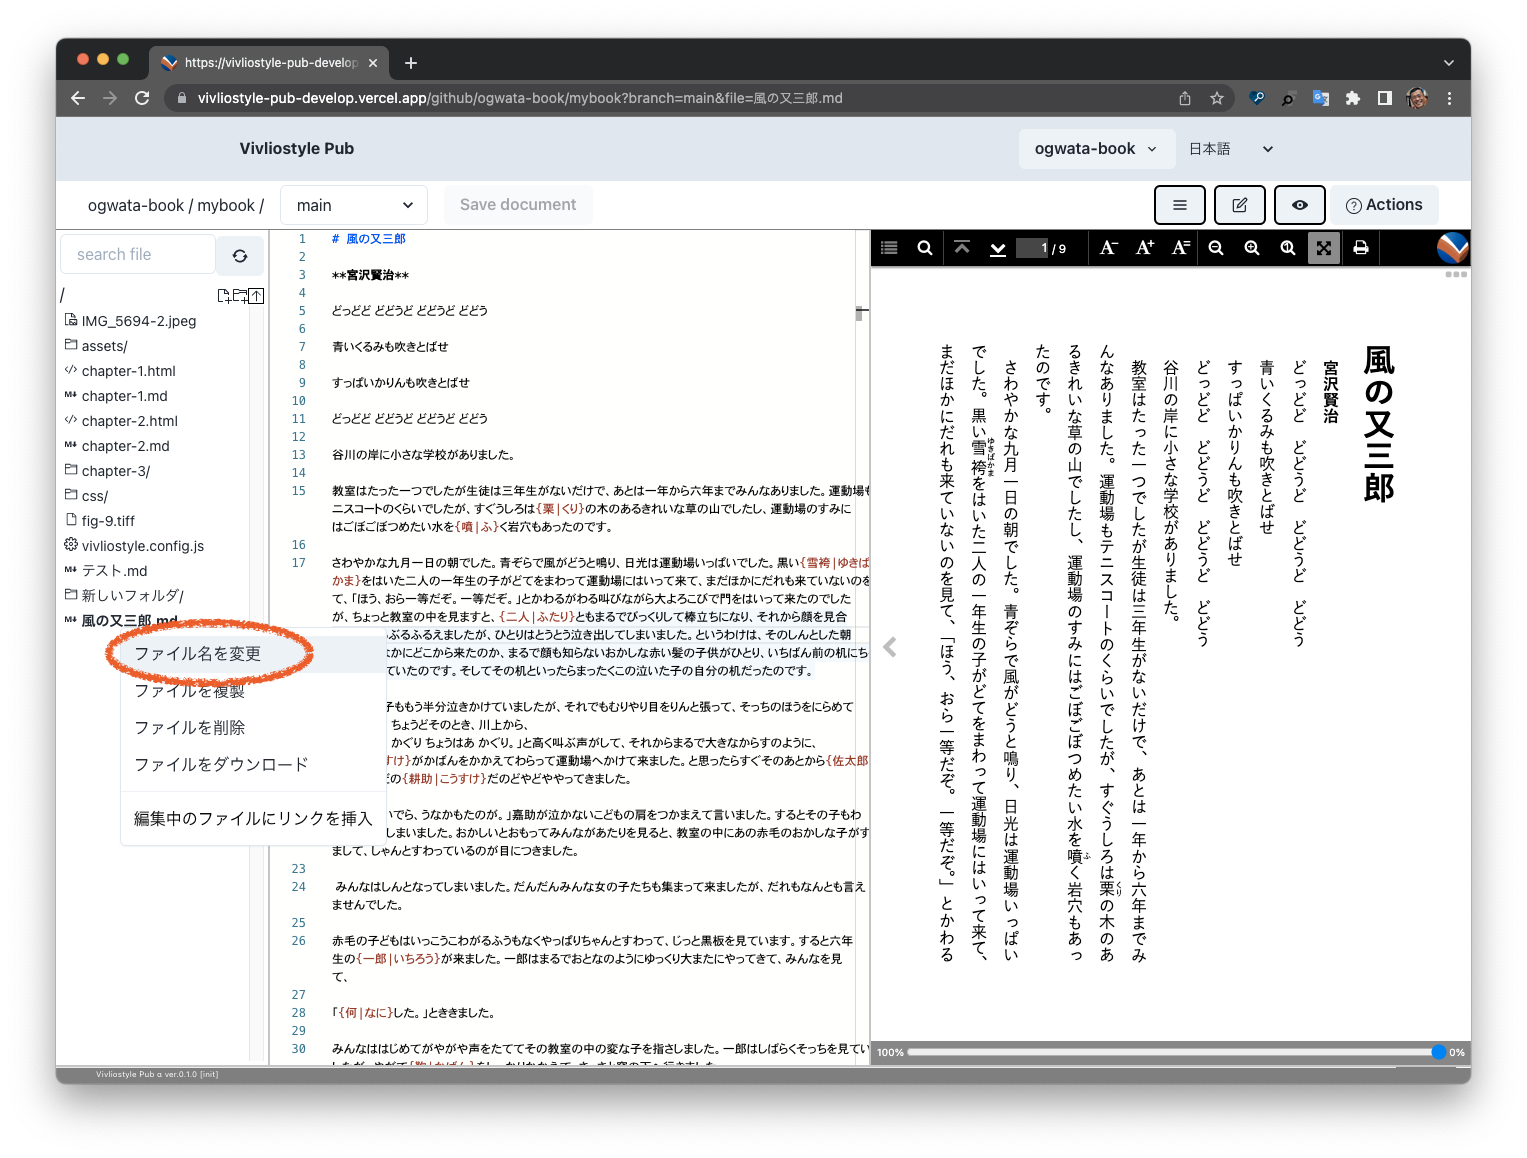 https://vivliostyle-pub-develop
vivliostyle-pub-develop.vercel.app/github/ogwata-book/mybook?branch=main&file=風の又三郎.md
Vivliostyle Pub
ogwata-book
日本語
ogwata-book / mybook /
main
Save document
Actions
search file
/
IMG_5694-2.jpeg
assets/
chapter-1.html
chapter-1.md
chapter-2.html
chapter-2.md
chapter-3/
css/
fig-9.tiff
vivliostyle.config.js
テスト.md
新しいフォルダ/
風の又三郎.md
ファイル名を変更
ファイルを複製
ファイルを削除
ファイルをダウンロード
編集中のファイルにリンクを挿入
1 # 風の又三郎
2
3 **宮沢賢治**
4
5 どっどど どどうど どどうど どどう
6
7 青いくるみも吹きとばせ
8
9 すっぱいかりんも吹きとばせ
10
11 どっどど どどうど どどうど どどう
12
13 谷川の岸に小さな学校がありました。
14
15 教室はたった一つでしたが生徒は三年生がないだけで、あとは一年から六年までみんなありました。運動場も
ニスコートのくらいでしたが、すぐうしろは{栗|くり}の木のあるきれいな草の山でしたし、運動場のすみに
はごぼごぼつめたい水を{噴|ふ}く岩穴もあったのです。
16
17 さわやかな九月一日の朝でした。青ぞらで風がどうと鳴り、日光は運動場いっぱいでした。黒い{雪袴|ゆきば
かま}をはいた二人の一年生の子がどてをまわって運動場にはいって来て、まだほかにだれも来ていないのを
て、「ほう、おら一等だぞ。一等だぞ。」とかわるがわる叫びながら大よろこびで門をはいって来たのでした
が、ちょっと教室の中を見ますと、{二人|ふたり}ともまるでびっくりして棒立ちになり、それから顔を見合
ぶるふるえましたが、ひとりはとうとう泣き出してしまいました。というわけは、そのしんとした朝
なかにどこから来たのか、まるで顔も知らないおかしな赤い髪の子供がひとり、いちばん前の机にち
ていたのです。そしてその机といったらまったくこの泣いた子の自分の机だったのです。
子ももう半分泣きかけていましたが、それでもむりやり目をりんと張って、そっちのほうをにらめて
ちょうどそのとき、川上から、
かぐり ちょうはあ かぐり。」と高く叫ぶ声がして、それからまるで大きなからすのように、
すけ}がかばんをかかえてわらって運動場へかけて来ました。と思ったらすぐそのあとから{佐太郎
だの{耕助|こうすけ}だのどやどややってきました。
いでら、うなかもたのが。」嘉助が泣かないこどもの肩をつかまえて言いました。するとその子もわ
しまいました。おかしいとおもってみんながあたりを見ると、教室の中にあの赤毛のおかしな子がす
まして、しゃんとすわっているのが目につきました。
23
24 みんなはしんとなってしまいました。だんだんみんな女の子たちも集まって来ましたが、だれもなんとも言え
ませんでした。
25
26 赤毛の子どもはいっこうこわがるふうもなくやっぱりちゃんとすわって、じっと黒板を見ています。すると六年
生の{一郎|いちろう}が来ました。一郎はまるでおとなのようにゆっくり大またにやってきて、みんなを見
て、
27
28 「{何|なに}した。」とききました。
29
30 みんなははじめてがやがや声をたててその教室の中の変な子を指さしました。一郎はしばらくそっちを見てい
1 / 9
A⁻ A⁺ A⁼
風の又三郎
宮沢賢治
どっどど どどうど どどうど どどう
青いくるみも吹きとばせ
すっぱいかりんも吹きとばせ
どっどど どどうど どどうど どどう
谷川の岸に小さな学校がありました。
教室はたった一つでしたが生徒は三年生がないだけで、あとは一年から六年までみ
んなありました。運動場もテニスコートのくらいでしたが、すぐうしろは栗くりの木のあ
るきれいな草の山でしたし、運動場のすみにはごぼごぼつめたい水を噴ふく岩穴もあっ
たのです。
さわやかな九月一日の朝でした。青ぞらで風がどうと鳴り、日光は運動場いっぱい
でした。黒い雪袴ゆきばかまをはいた二人の一年生の子がどてをまわって運動場にはいって来て、
まだほかにだれも来ていないのを見て、「ほう、おら一等だぞ。一等だぞ。」とかわる
100%
0%
Vivliostyle Pub α ver.0.1.0 [init]